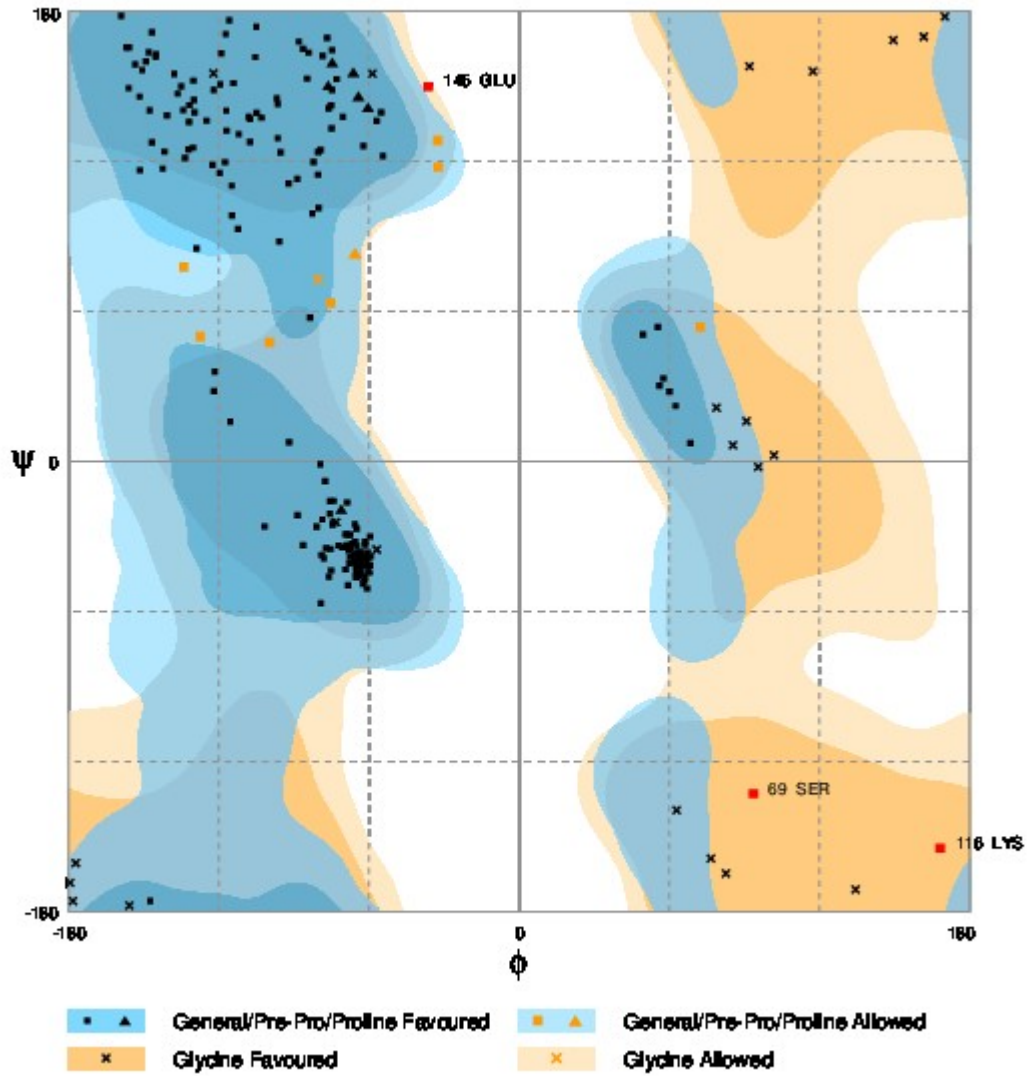 180
145 GLU
Ψ 0
69 SER
116 LYS
-180
-180 0 180
ϕ
General/Pre-Pro/Proline Favoured General/Pre-Pro/Proline Allowed
Glycine Favoured Glycine Allowed